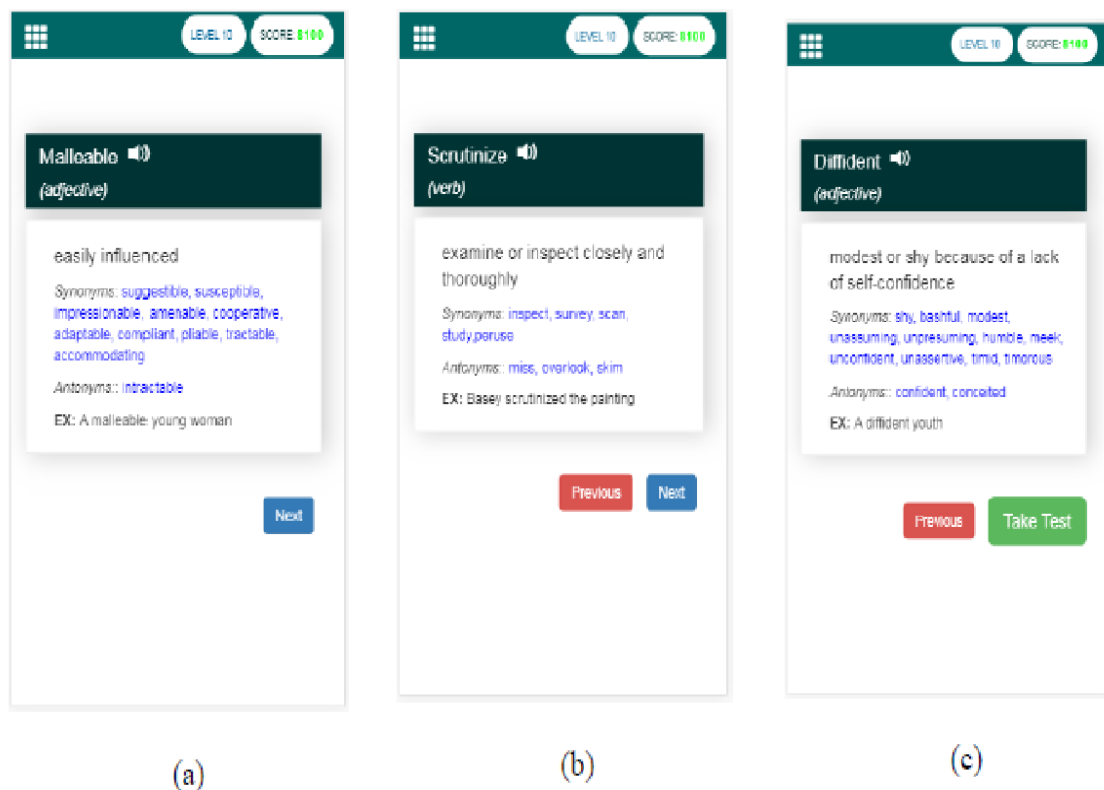 LEVEL 10 SCORE: 8100
Malleable
(adjective)
easily influenced
Synonyms: suggestible, susceptible,
impressionable, amenable, cooperative,
adaptable, compliant, pliable, tractable,
accommodating
Antonyms:: intractable
EX: A malleable young woman
Next
(a)
LEVEL 10 SCORE: 8100
Scrutinize
(verb)
examine or inspect closely and
thoroughly
Synonyms: inspect, survey, scan,
study,peruse
Antonyms:: miss, overlook, skim
EX: Basey scrutinized the painting
Previous Next
(b)
LEVEL 10 SCORE: 8100
Diffident
(adjective)
modest or shy because of a lack
of self-confidence
Synonyms: shy, bashful, modest,
unassuming, unpresuming, humble, meek,
unconfident, unassertive, timid, timorous
Antonyms:: confident, conceited
EX: A diffident youth
Previous Take Test
(c)